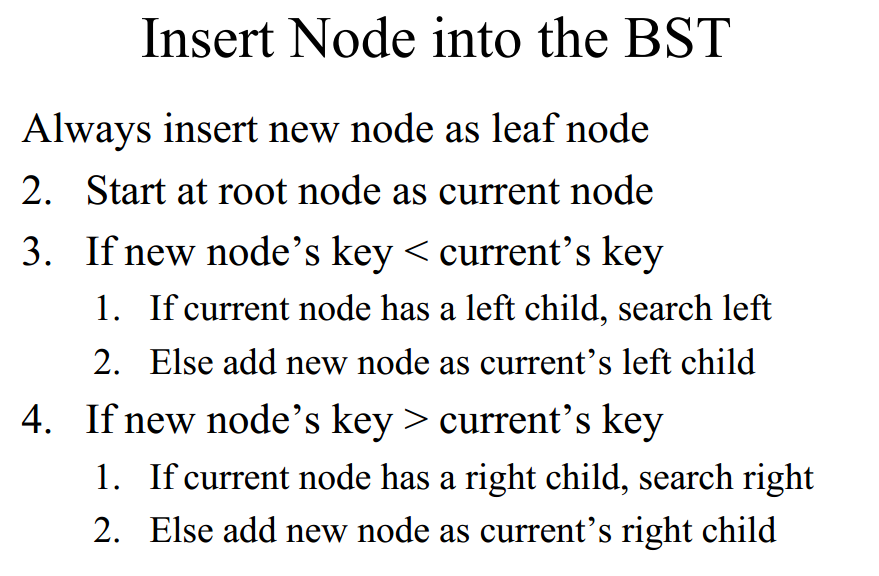 Insert Node into the BST
Always insert new node as leaf node
2. Start at root node as current node
3. If new node’s key < current’s key
1. If current node has a left child, search left
2. Else add new node as current’s left child
4. If new node’s key > current’s key
1. If current node has a right child, search right
2. Else add new node as current’s right child